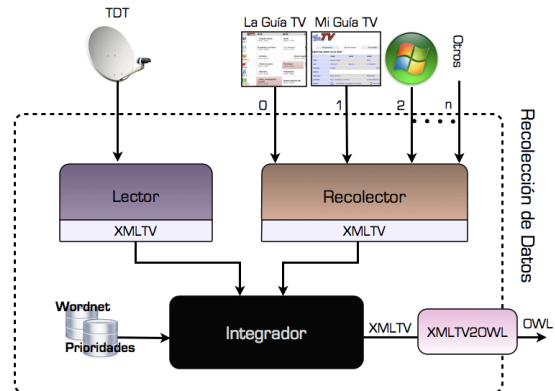 TDT
La Guía TV
Mi Guía TV
Otros
0
1
2
n
Recolección de Datos
Lector
XMLTV
Recolector
XMLTV
Wordnet
Prioridades
Integrador
XMLTV
XMLTV2OWL
OWL